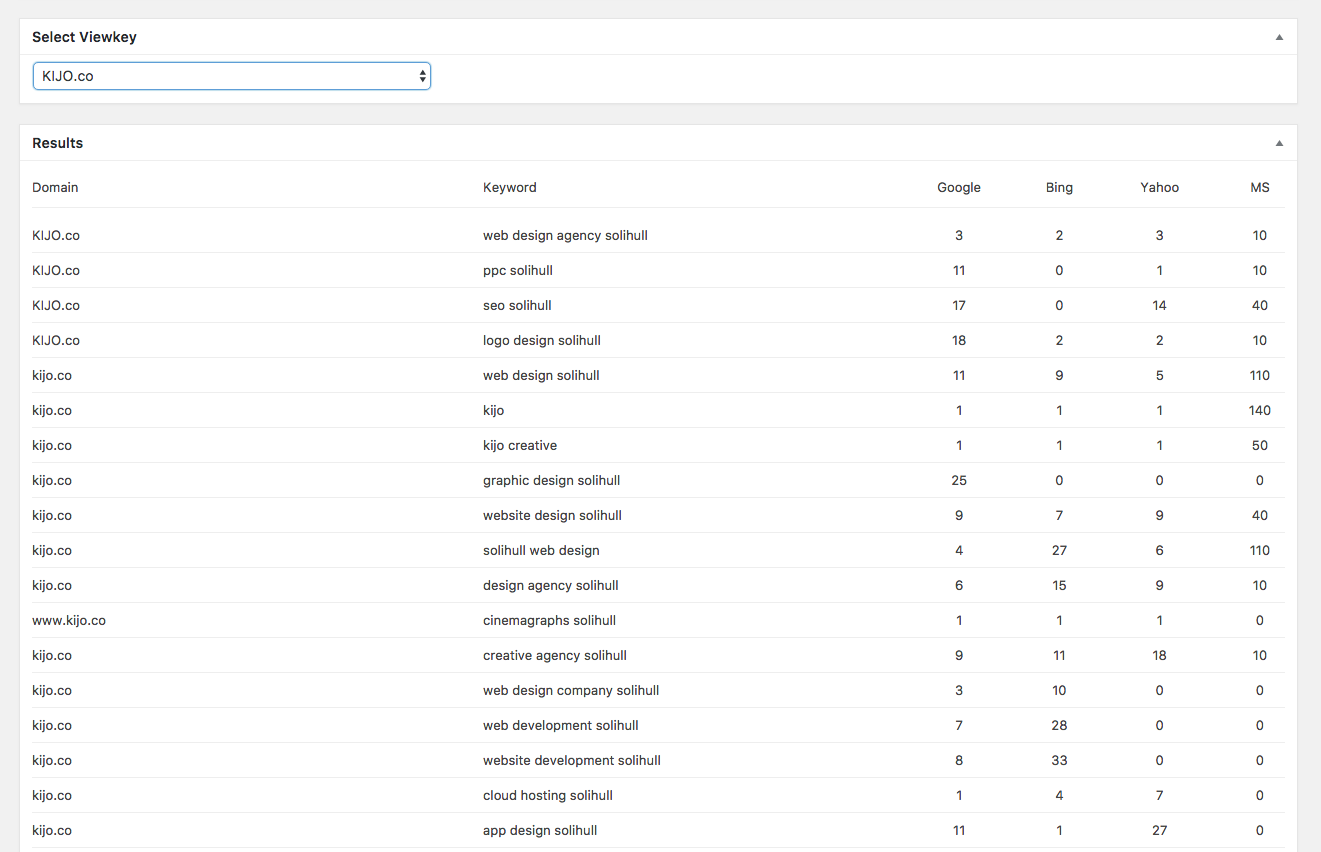 Select Viewkey
KIJO.co
Results
Domain Keyword Google Bing Yahoo MS
KIJO.co web design agency solihull 3 2 3 10
KIJO.co ppc solihull 11 0 1 10
KIJO.co seo solihull 17 0 14 40
KIJO.co logo design solihull 18 2 2 10
kijo.co web design solihull 11 9 5 110
kijo.co kijo 1 1 1 140
kijo.co kijo creative 1 1 1 50
kijo.co graphic design solihull 25 0 0 0
kijo.co website design solihull 9 7 9 40
kijo.co solihull web design 4 27 6 110
kijo.co design agency solihull 6 15 9 10
www.kijo.co cinemagraphs solihull 1 1 1 0
kijo.co creative agency solihull 9 11 18 10
kijo.co web design company solihull 3 10 0 0
kijo.co web development solihull 7 28 0 0
kijo.co website development solihull 8 33 0 0
kijo.co cloud hosting solihull 1 4 7 0
kijo.co app design solihull 11 1 27 0